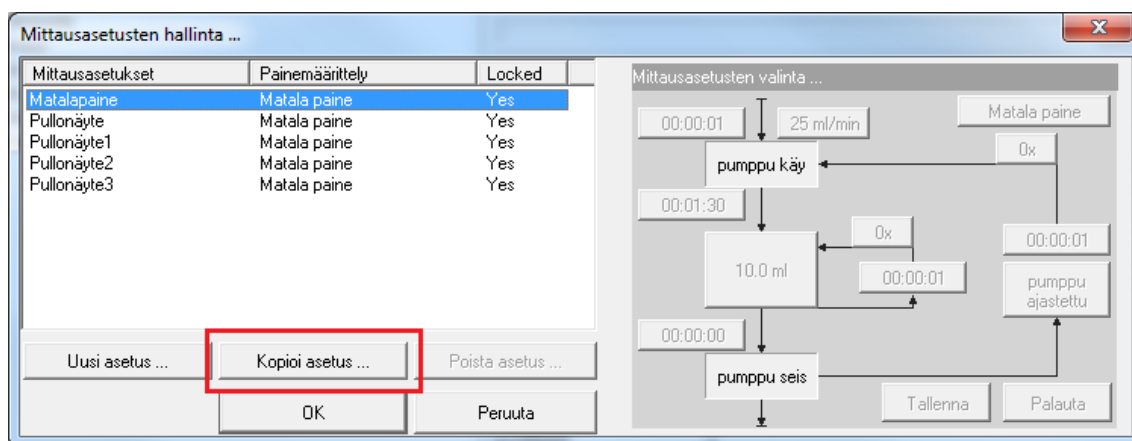 Mittausasetusten hallinta ...
Mittausasetukset Painemäärittely Locked
Matalapaine Matala paine Yes
Pullonäyte Matala paine Yes
Pullonäyte1 Matala paine Yes
Pullonäyte2 Matala paine Yes
Pullonäyte3 Matala paine Yes
Uusi asetus ... Kopioi asetus ... Poista asetus ...
OK Peruuta
Mittausasetusten valinta ...
Matala paine
00:00:01 25 ml/min
0x
pumppu käy
00:01:30
0x
00:00:01
10.0 ml
00:00:01
pumppu
ajastettu
00:00:00
pumppu seis
Tallenna Palauta